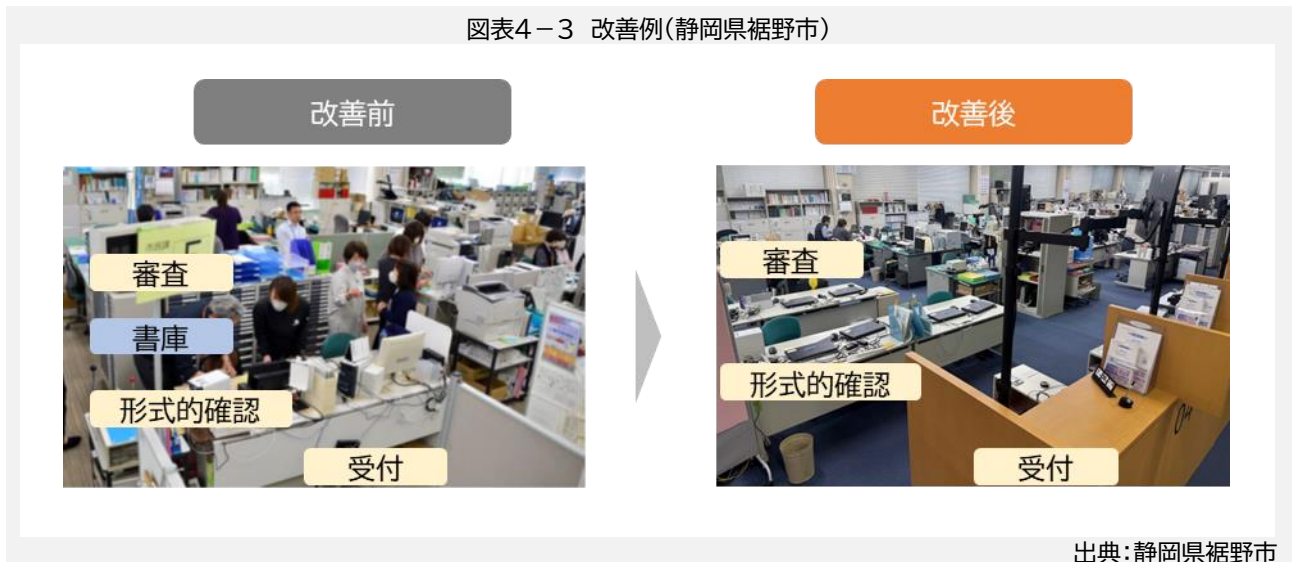 図表4-3 改善例(静岡県裾野市)
改善前
改善後
審査
書庫
形式的確認
受付
審査
形式的確認
受付
出典:静岡県裾野市